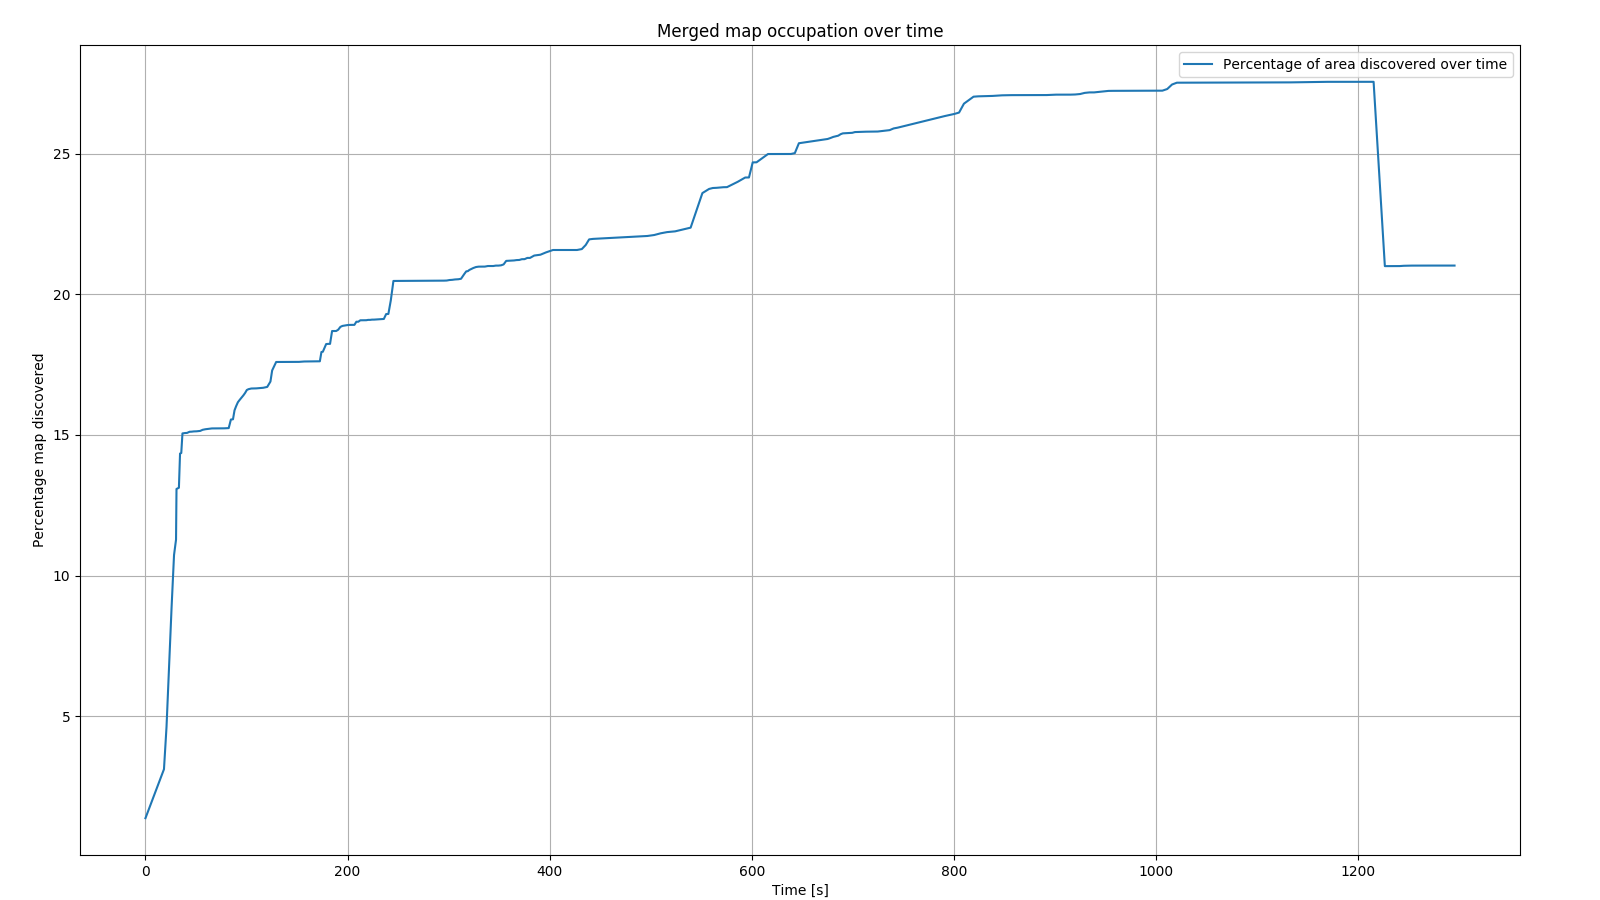 Merged map occupation over time
Percentage of area discovered over time
Percentage map discovered
25
20
15
10
5
0 200 400 600 800 1000 1200
Time [s]